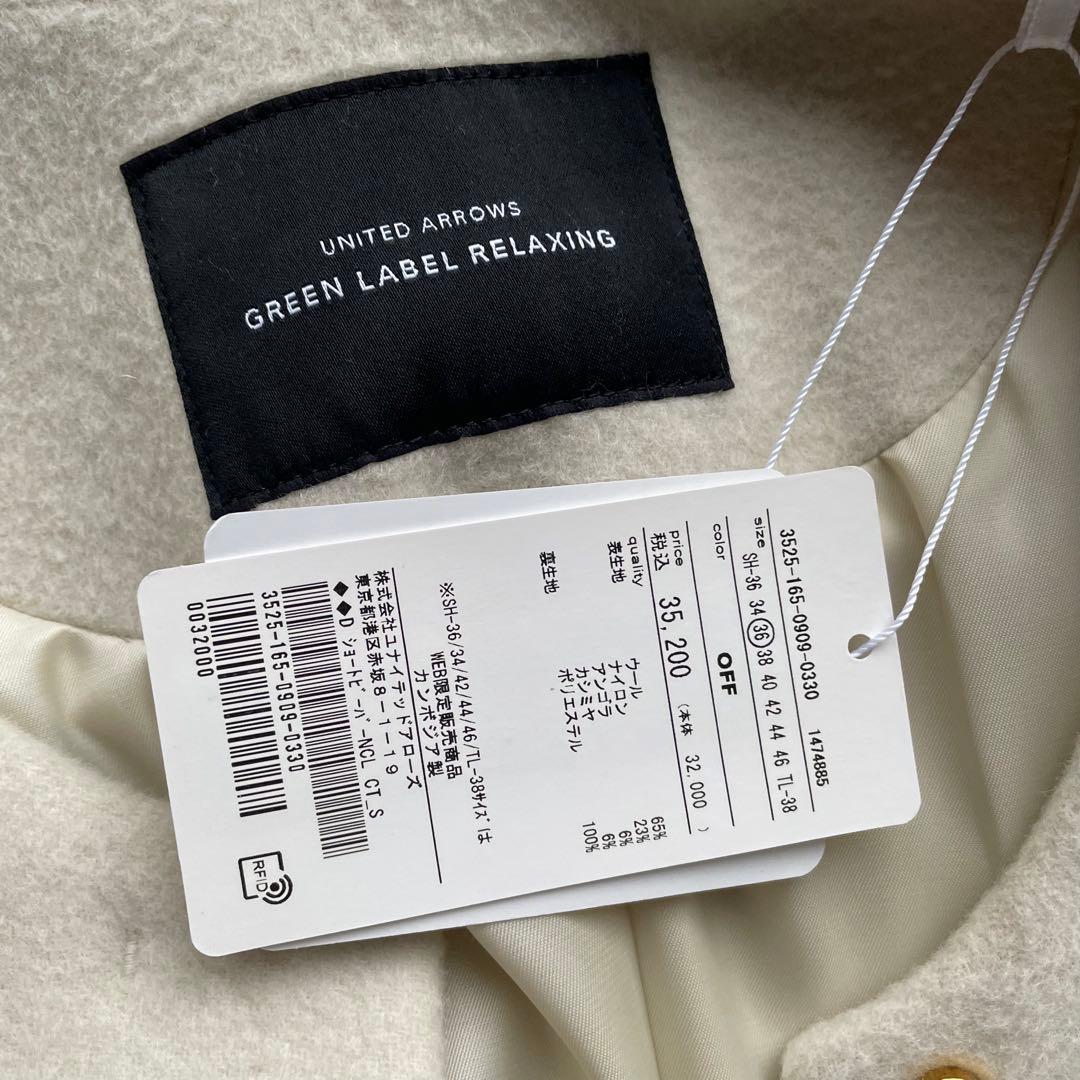 UNITED ARROWS
GREEN LABEL RELAXING
3525-165-0909-0330 1474885
size SH-36 34 36 38 40 42 44 46 TL-38
color OFF
price 税込 35,200 (本体 32,000 )
quality
表生地 ウール 65%
ナイロン 23%
アンゴラ 6%
カシミヤ 6%
裏生地 ポリエステル 100%
※SH-36/34/42/44/46/TL-38ｻｲｽﾞは
WEB限定販売商品
カンボジア製
株式会社ユナイテッドアローズ
東京都港区赤坂8-1-19
◆◆D ｼｮｰﾄﾋﾞｰﾊﾞｰNCL CT_S
3525-165-0909-0330
0032000
RFID